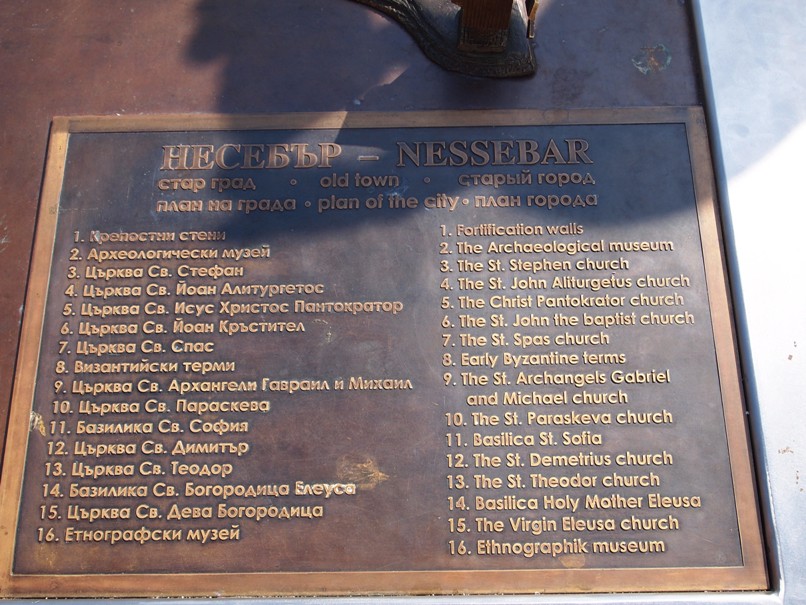 НЕСЕБЪР – NESSEBAR
стар град · old town · старый город
план на града · plan of the city · план города
1. Крепостни стени
2. Археологически музей
3. Църква Св. Стефан
4. Църква Св. Йоан Алитургетос
5. Църква Св. Исус Христос Пантократор
6. Църква Св. Йоан Кръстител
7. Църква Св. Спас
8. Византийски терми
9. Църква Св. Архангели Гавраил и Михаил
10. Църква Св. Параскева
11. Базилика Св. София
12. Църква Св. Димитър
13. Църква Св. Теодор
14. Базилика Св. Богородица Елеуса
15. Църква Св. Дева Богородица
16. Етнографски музей
1. Fortification walls
2. The Archaeological museum
3. The St. Stephen church
4. The St. John Aliturgetus church
5. The Christ Pantokrator church
6. The St. John the baptist church
7. The St. Spas church
8. Early Byzantine terms
9. The St. Archangels Gabriel
and Michael church
10. The St. Paraskeva church
11. Basilica St. Sofia
12. The St. Demetrius church
13. The St. Theodor church
14. Basilica Holy Mother Eleusa
15. The Virgin Eleusa church
16. Ethnographik museum